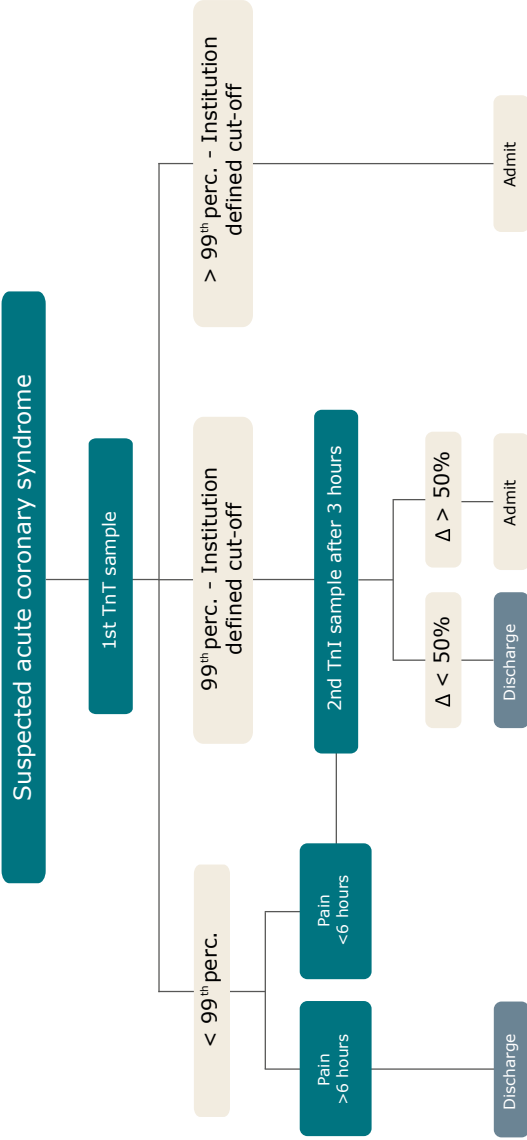 Suspected acute coronary syndrome
1st TnT sample
< 99th perc.
99th perc. - Institution
defined cut-off
> 99th perc. - Institution
defined cut-off
Pain
>6 hours
Pain
<6 hours
2nd TnI sample after 3 hours
Δ < 50%
Δ > 50%
Discharge
Discharge
Admit
Admit